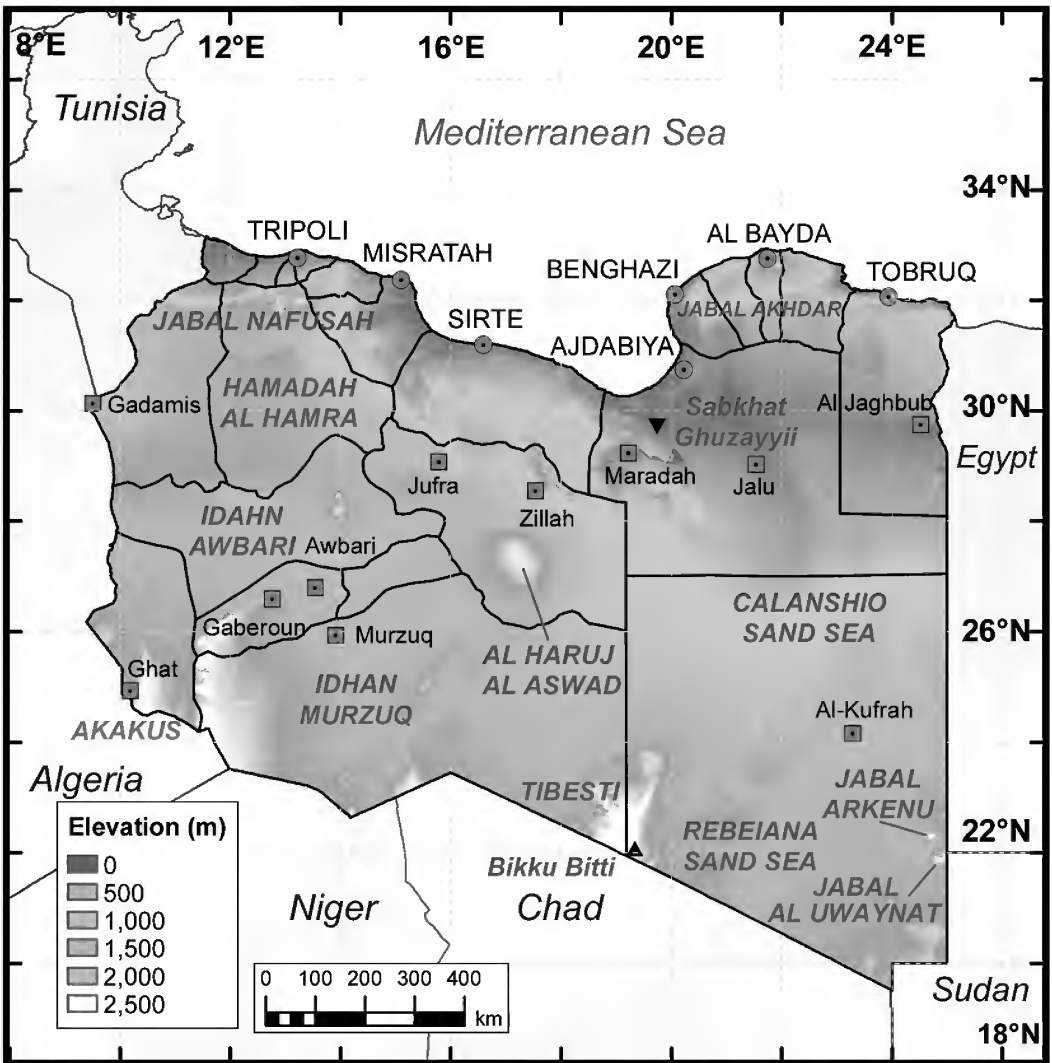 8°E
12°E
16°E
20°E
24°E
Tunisia
Mediterranean Sea
34°N
TRIPOLI
MISRATAH
SIRTE
BENGHAZI
AL BAYDA
TOBRUQ
JABAL NAFUSAH
JABAL AKHDAR
AJDABIYA
HAMADAH
AL HAMRA
Gadamis
Sabkhat
Ghuzayyii
Al Jaghbub
30°N
Egypt
Maradah
Jalu
Jufra
Zillah
IDAHN
AWBARI
Awbari
Gaberoun
Murzuq
CALANSHIO
SAND SEA
26°N
AL HARUJ
AL ASWAD
Ghat
IDHAN
MURZUQ
AKAKUS
Al-Kufrah
Algeria
TIBESTI
JABAL
ARKENU
REBEIANA
SAND SEA
22°N
Bikku Bitti
JABAL
AL UWAYNAT
Niger
Chad
Sudan
18°N
Elevation (m)
0
500
1,000
1,500
2,000
2,500
0 100 200 300 400
km